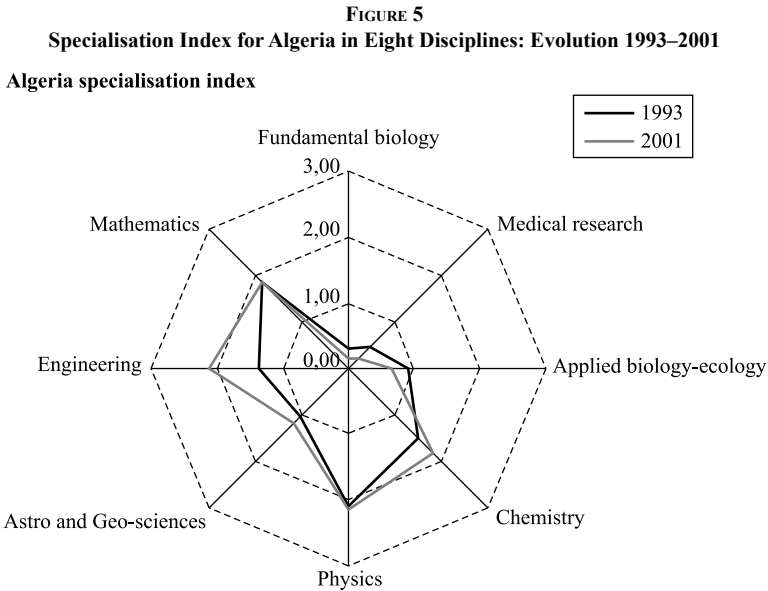 FIGURE 5
Specialisation Index for Algeria in Eight Disciplines: Evolution 1993–2001
Algeria specialisation index
1993
2001
Fundamental biology
3,00
Mathematics
Medical research
2,00
1,00
Engineering
0,00
Applied biology-ecology
Astro and Geo-sciences
Chemistry
Physics